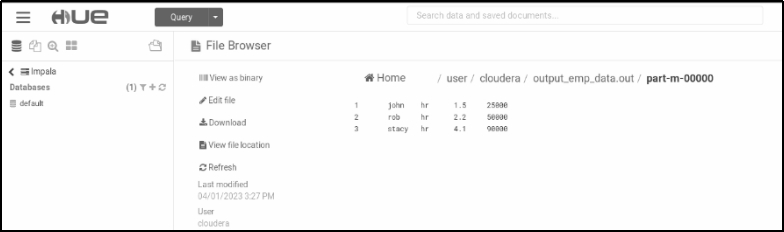 HUE
Query
Search data and saved documents...
File Browser
Impala
Databases (1)
default
View as binary
Edit file
Download
View file location
Refresh
Last modified
04/01/2023 3:27 PM
User
cloudera
Home / user / cloudera / output_emp_data.out / part-m-00000
1 john hr 1.5 25000
2 rob hr 2.2 50000
3 stacy hr 4.1 90000